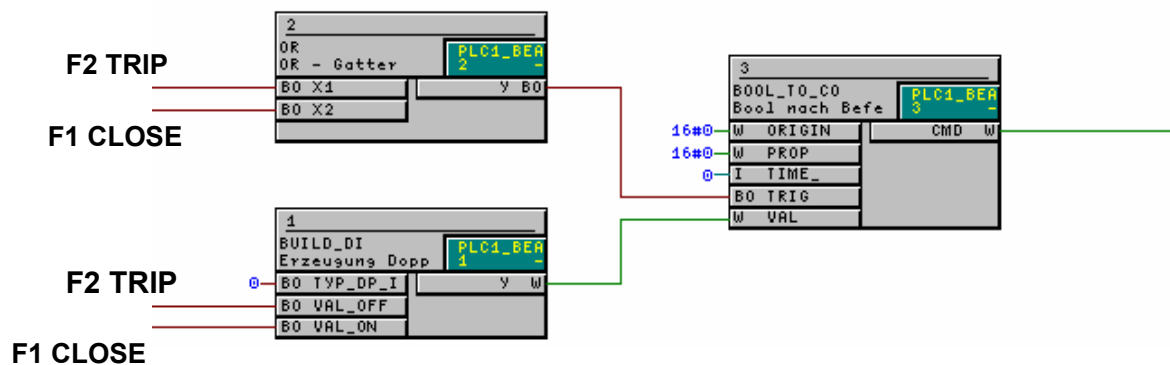 2
OR
OR - Gatter
PLC1_BEA
2 -
F2 TRIP
BO X1
Y BO
BO X2
F1 CLOSE
3
BOOL_TO_CO
Bool nach Befe
PLC1_BEA
3 -
16#0
W ORIGIN
CMD W
16#0
W PROP
0
I TIME_
BO TRIG
W VAL
1
BUILD_DI
Erzeugung Dopp
PLC1_BEA
1 -
F2 TRIP
0
BO TYP_DP_I
Y W
BO VAL_OFF
BO VAL_ON
F1 CLOSE